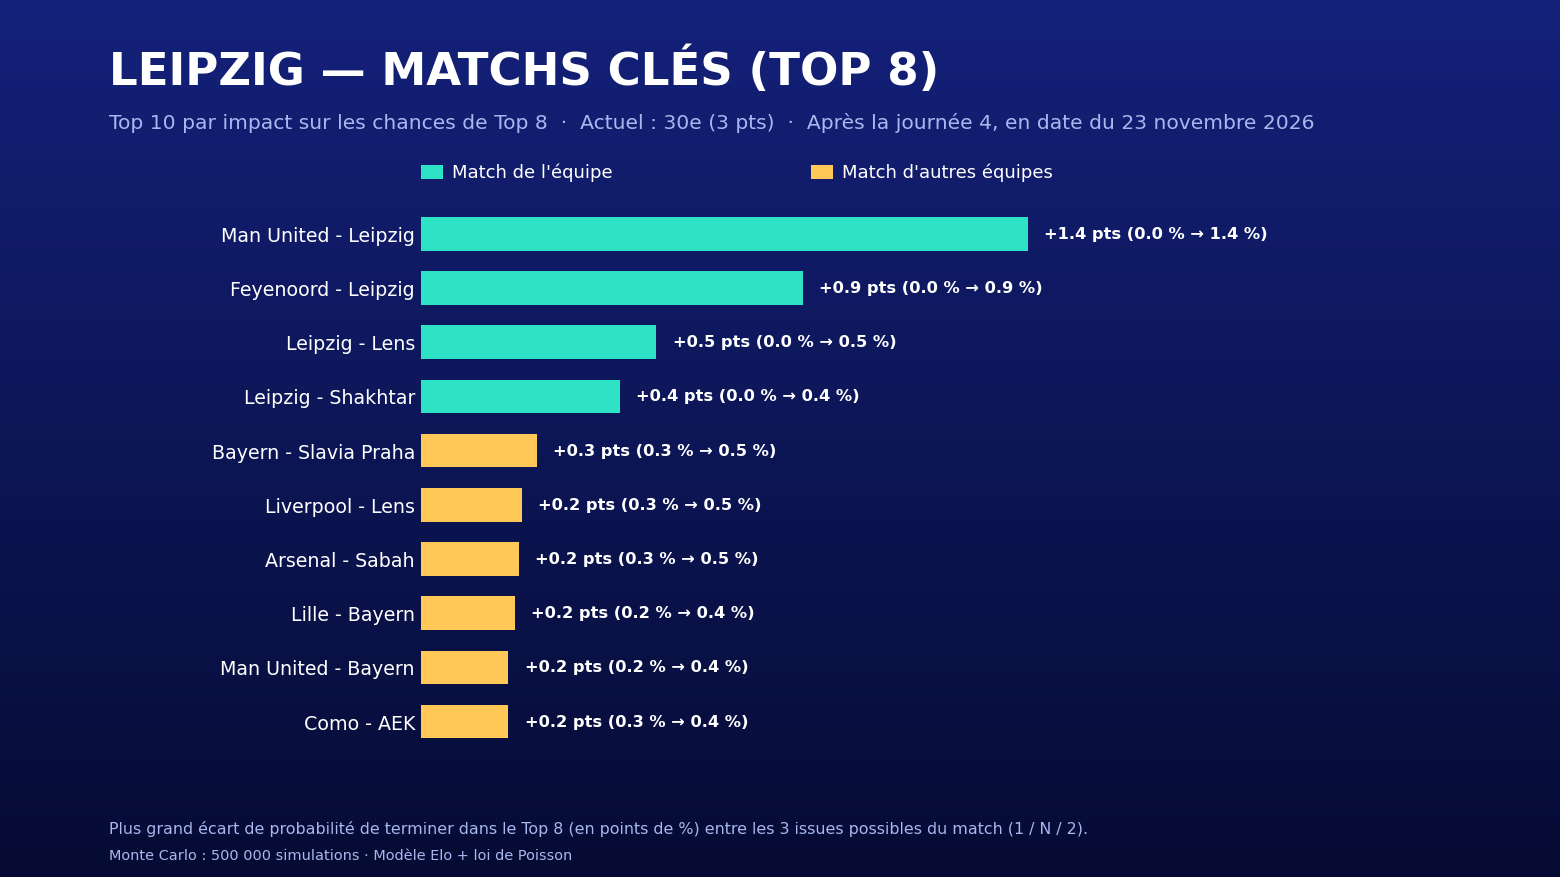 LEIPZIG — MATCHS CLÉS (TOP 8)
Top 10 par impact sur les chances de Top 8 · Actuel : 30e (3 pts) · Après la journée 4, en date du 23 novembre 2026
Match de l'équipe Match d'autres équipes
Man United - Leipzig +1.4 pts (0.0 % → 1.4 %)
Feyenoord - Leipzig +0.9 pts (0.0 % → 0.9 %)
Leipzig - Lens +0.5 pts (0.0 % → 0.5 %)
Leipzig - Shakhtar +0.4 pts (0.0 % → 0.4 %)
Bayern - Slavia Praha +0.3 pts (0.3 % → 0.5 %)
Liverpool - Lens +0.2 pts (0.3 % → 0.5 %)
Arsenal - Sabah +0.2 pts (0.3 % → 0.5 %)
Lille - Bayern +0.2 pts (0.2 % → 0.4 %)
Man United - Bayern +0.2 pts (0.2 % → 0.4 %)
Como - AEK +0.2 pts (0.3 % → 0.4 %)
Plus grand écart de probabilité de terminer dans le Top 8 (en points de %) entre les 3 issues possibles du match (1 / N / 2).
Monte Carlo : 500 000 simulations · Modèle Elo + loi de Poisson